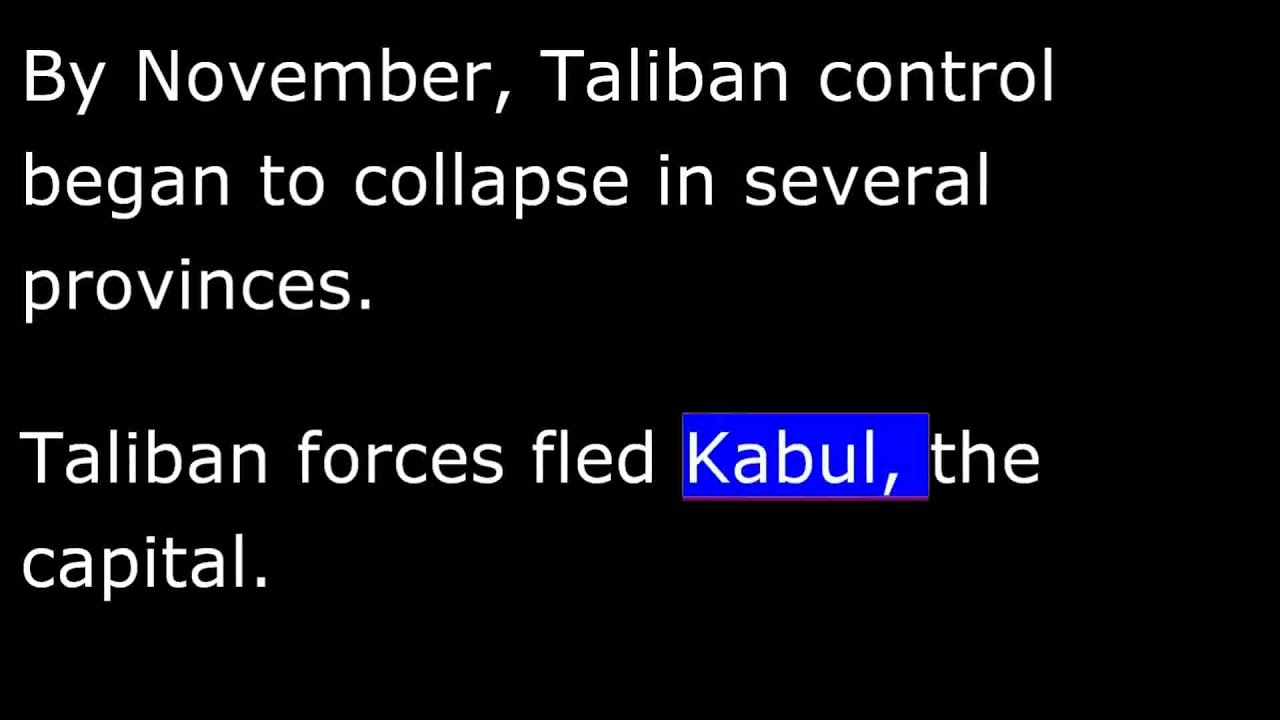 By November, Taliban control
began to collapse in several
provinces.
Taliban forces fled Kabul, the
capital.